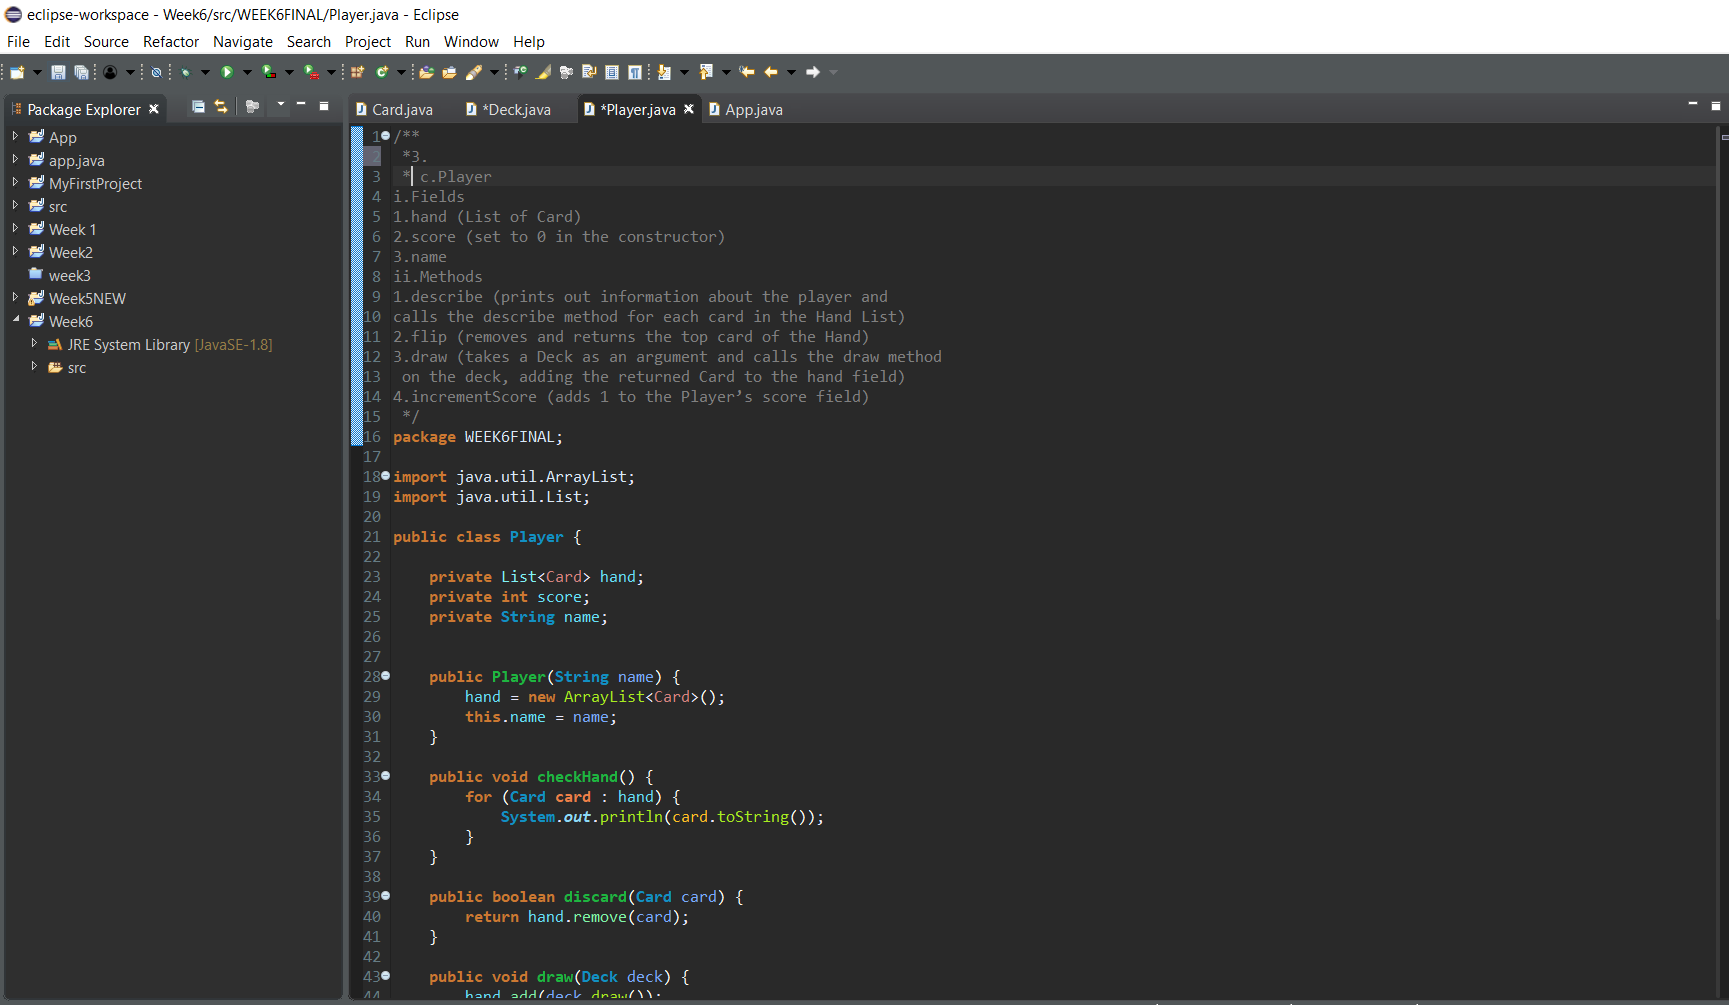 eclipse-workspace - Week6/src/WEEK6FINAL/Player.java - Eclipse
File Edit Source Refactor Navigate Search Project Run Window Help
Package Explorer
Card.java *Deck.java *Player.java App.java
App
app.java
MyFirstProject
src
Week 1
Week2
week3
Week5NEW
Week6
JRE System Library [JavaSE-1.8]
src
1 /**
2 *3.
3 * c.Player
4 i.Fields
5 1.hand (List of Card)
6 2.score (set to 0 in the constructor)
7 3.name
8 ii.Methods
9 1.describe (prints out information about the player and
10 calls the describe method for each card in the Hand List)
11 2.flip (removes and returns the top card of the Hand)
12 3.draw (takes a Deck as an argument and calls the draw method
13 on the deck, adding the returned Card to the hand field)
14 4.incrementScore (adds 1 to the Player’s score field)
15 */
16 package WEEK6FINAL;
17
18 import java.util.ArrayList;
19 import java.util.List;
20
21 public class Player {
22
23 private List<Card> hand;
24 private int score;
25 private String name;
26
27
28 public Player(String name) {
29 hand = new ArrayList<Card>();
30 this.name = name;
31 }
32
33 public void checkHand() {
34 for (Card card : hand) {
35 System.out.println(card.toString());
36 }
37 }
38
39 public boolean discard(Card card) {
40 return hand.remove(card);
41 }
42
43 public void draw(Deck deck) {
44 hand.add(deck.draw());